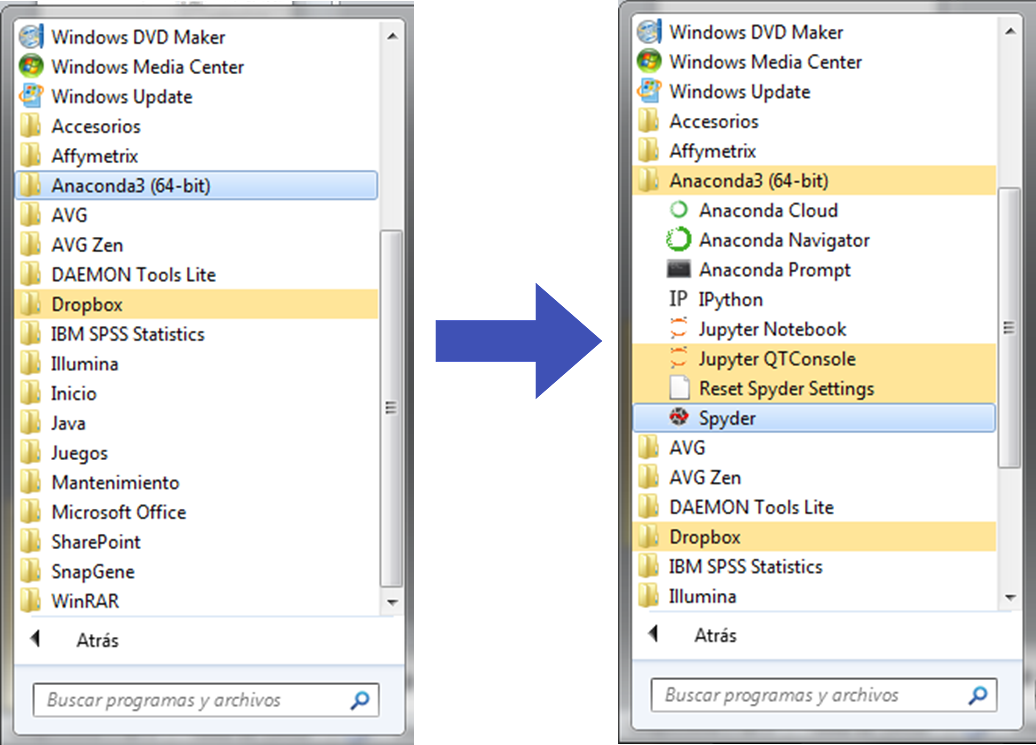 Windows DVD Maker
Windows Media Center
Windows Update
Accesorios
Affymetrix
Anaconda3 (64-bit)
AVG
AVG Zen
DAEMON Tools Lite
Dropbox
IBM SPSS Statistics
Illumina
Inicio
Java
Juegos
Mantenimiento
Microsoft Office
SharePoint
SnapGene
WinRAR
Atrás
Buscar programas y archivos
Windows DVD Maker
Windows Media Center
Windows Update
Accesorios
Affymetrix
Anaconda3 (64-bit)
Anaconda Cloud
Anaconda Navigator
Anaconda Prompt
IP IPython
Jupyter Notebook
Jupyter QTConsole
Reset Spyder Settings
Spyder
AVG
AVG Zen
DAEMON Tools Lite
Dropbox
IBM SPSS Statistics
Illumina
Atrás
Buscar programas y archivos